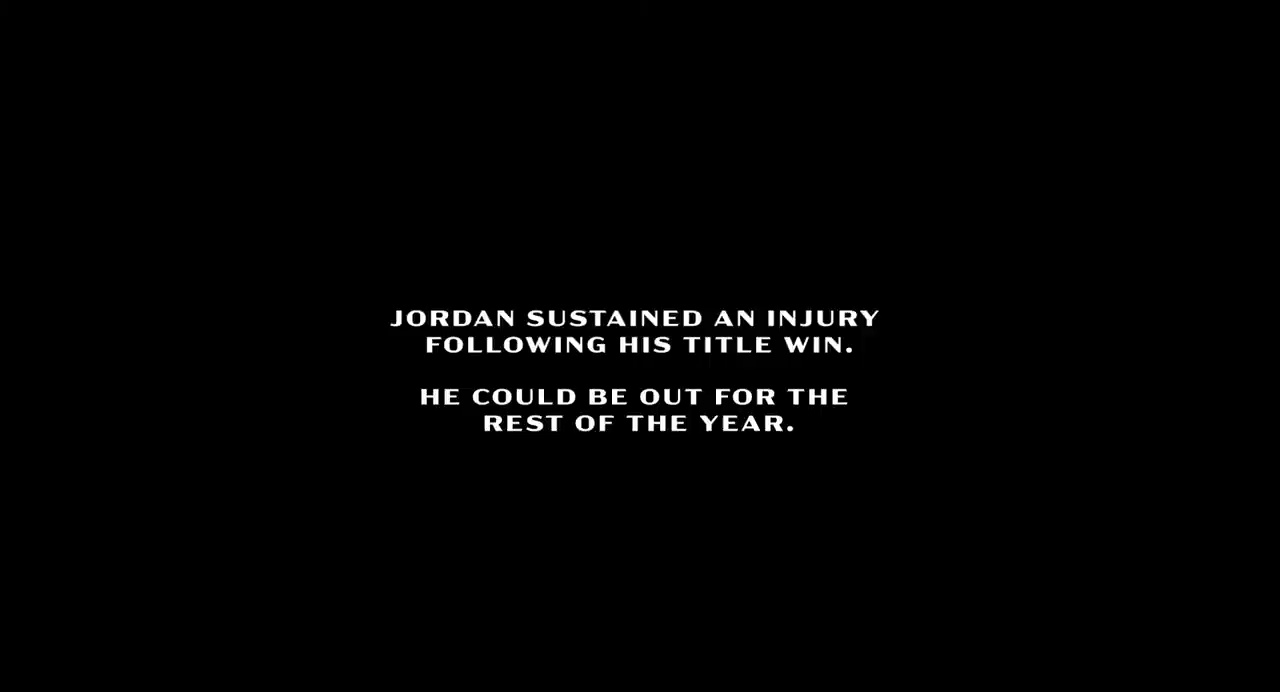 JORDAN SUSTAINED AN INJURY
FOLLOWING HIS TITLE WIN.
HE COULD BE OUT FOR THE
REST OF THE YEAR.